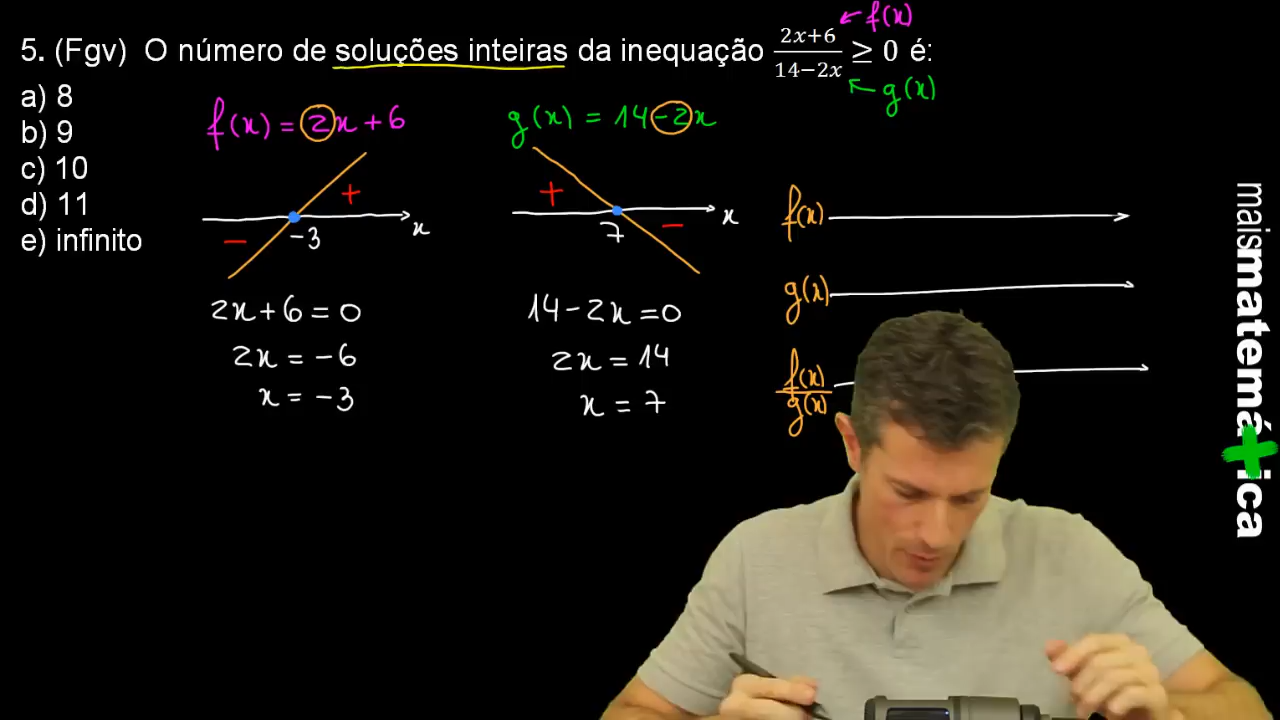 5. (Fgv) O número de soluções inteiras da inequação 2x+6/14−2x ≥ 0 é:
← f(x)
← g(x)
a) 8
b) 9
c) 10
d) 11
e) infinito
f(x) = 2x + 6
+
−
-3
x
2x + 6 = 0
2x = -6
x = -3
g(x) = 14 - 2x
+
−
7
x
14 - 2x = 0
2x = 14
x = 7
f(x)
g(x)
f(x)
g(x)
maismatemática